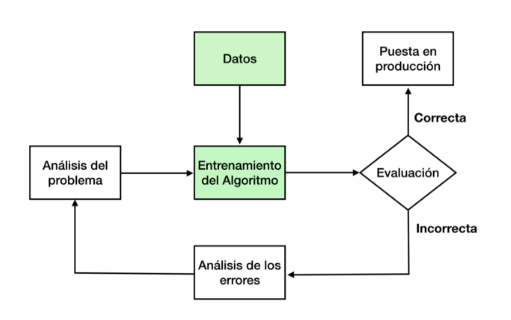 Datos
Puesta en
producción
Correcta
Análisis del
problema
Entrenamiento
del Algoritmo
Evaluación
Incorrecta
Análisis de los
errores